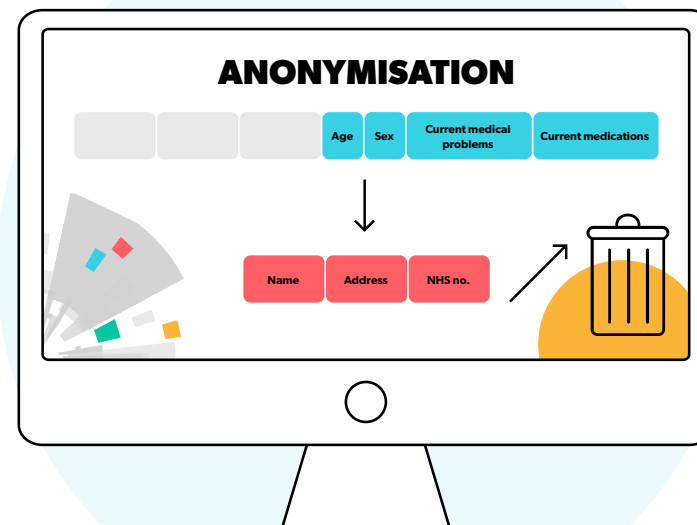 ANONYMISATION
Age Sex Current medical problems Current medications
Name Address NHS no.